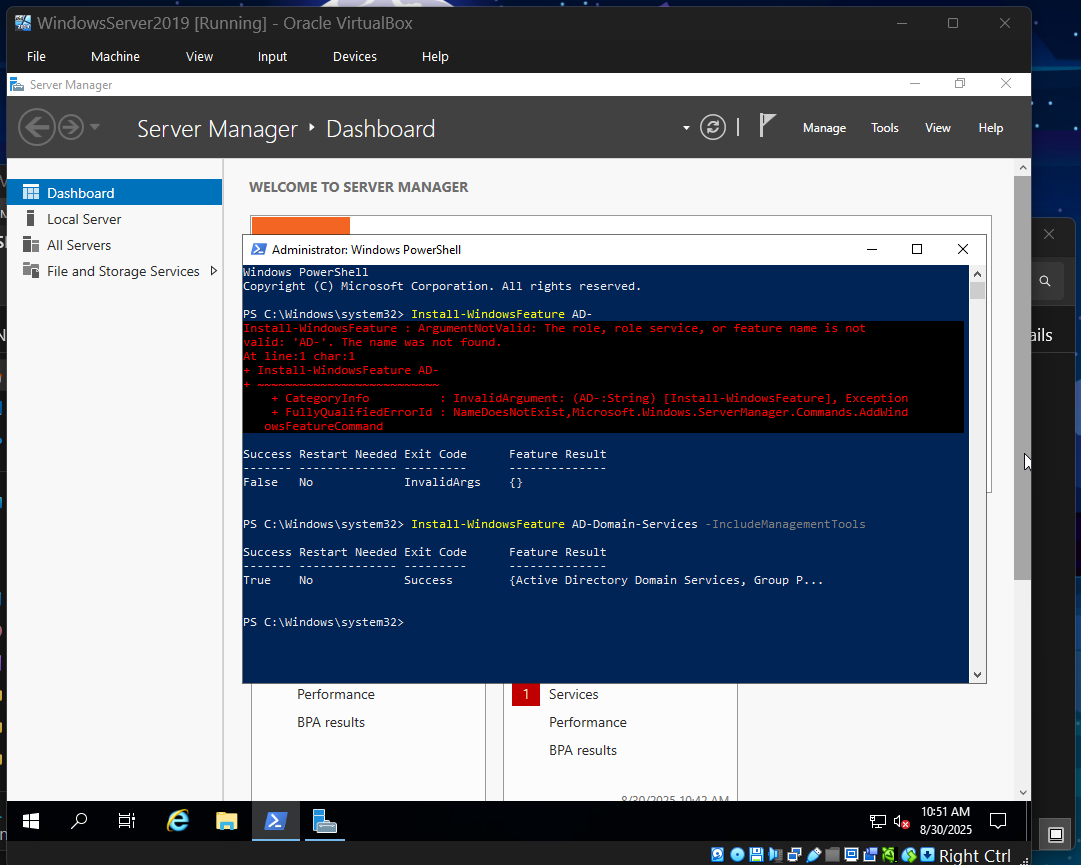 WindowsServer2019 [Running] - Oracle VirtualBox
File Machine View Input Devices Help
Server Manager
Server Manager Dashboard
Manage Tools View Help
Dashboard
Local Server
All Servers
File and Storage Services
WELCOME TO SERVER MANAGER
Administrator: Windows PowerShell
Windows PowerShell
Copyright (C) Microsoft Corporation. All rights reserved.
PS C:\Windows\system32> Install-WindowsFeature AD-
Install-WindowsFeature : ArgumentNotValid: The role, role service, or feature name is not
valid: 'AD-'. The name was not found.
At line:1 char:1
+ Install-WindowsFeature AD-
+ ~~~~~~~~~~~~~~~~~~~~~~~~~~
    + CategoryInfo          : InvalidArgument: (AD-:String) [Install-WindowsFeature], Exception
    + FullyQualifiedErrorId : NameDoesNotExist,Microsoft.Windows.ServerManager.Commands.AddWind
   owsFeatureCommand
Success Restart Needed Exit Code      Feature Result
------- -------------- ---------      --------------
False   No             InvalidArgs    {}
PS C:\Windows\system32> Install-WindowsFeature AD-Domain-Services -IncludeManagementTools
Success Restart Needed Exit Code      Feature Result
------- -------------- ---------      --------------
True    No             Success        {Active Directory Domain Services, Group P...
PS C:\Windows\system32>
Performance
BPA results
1 Services
Performance
BPA results
8/30/2025 10:42 AM
10:51 AM
8/30/2025
Right Ctrl
ails